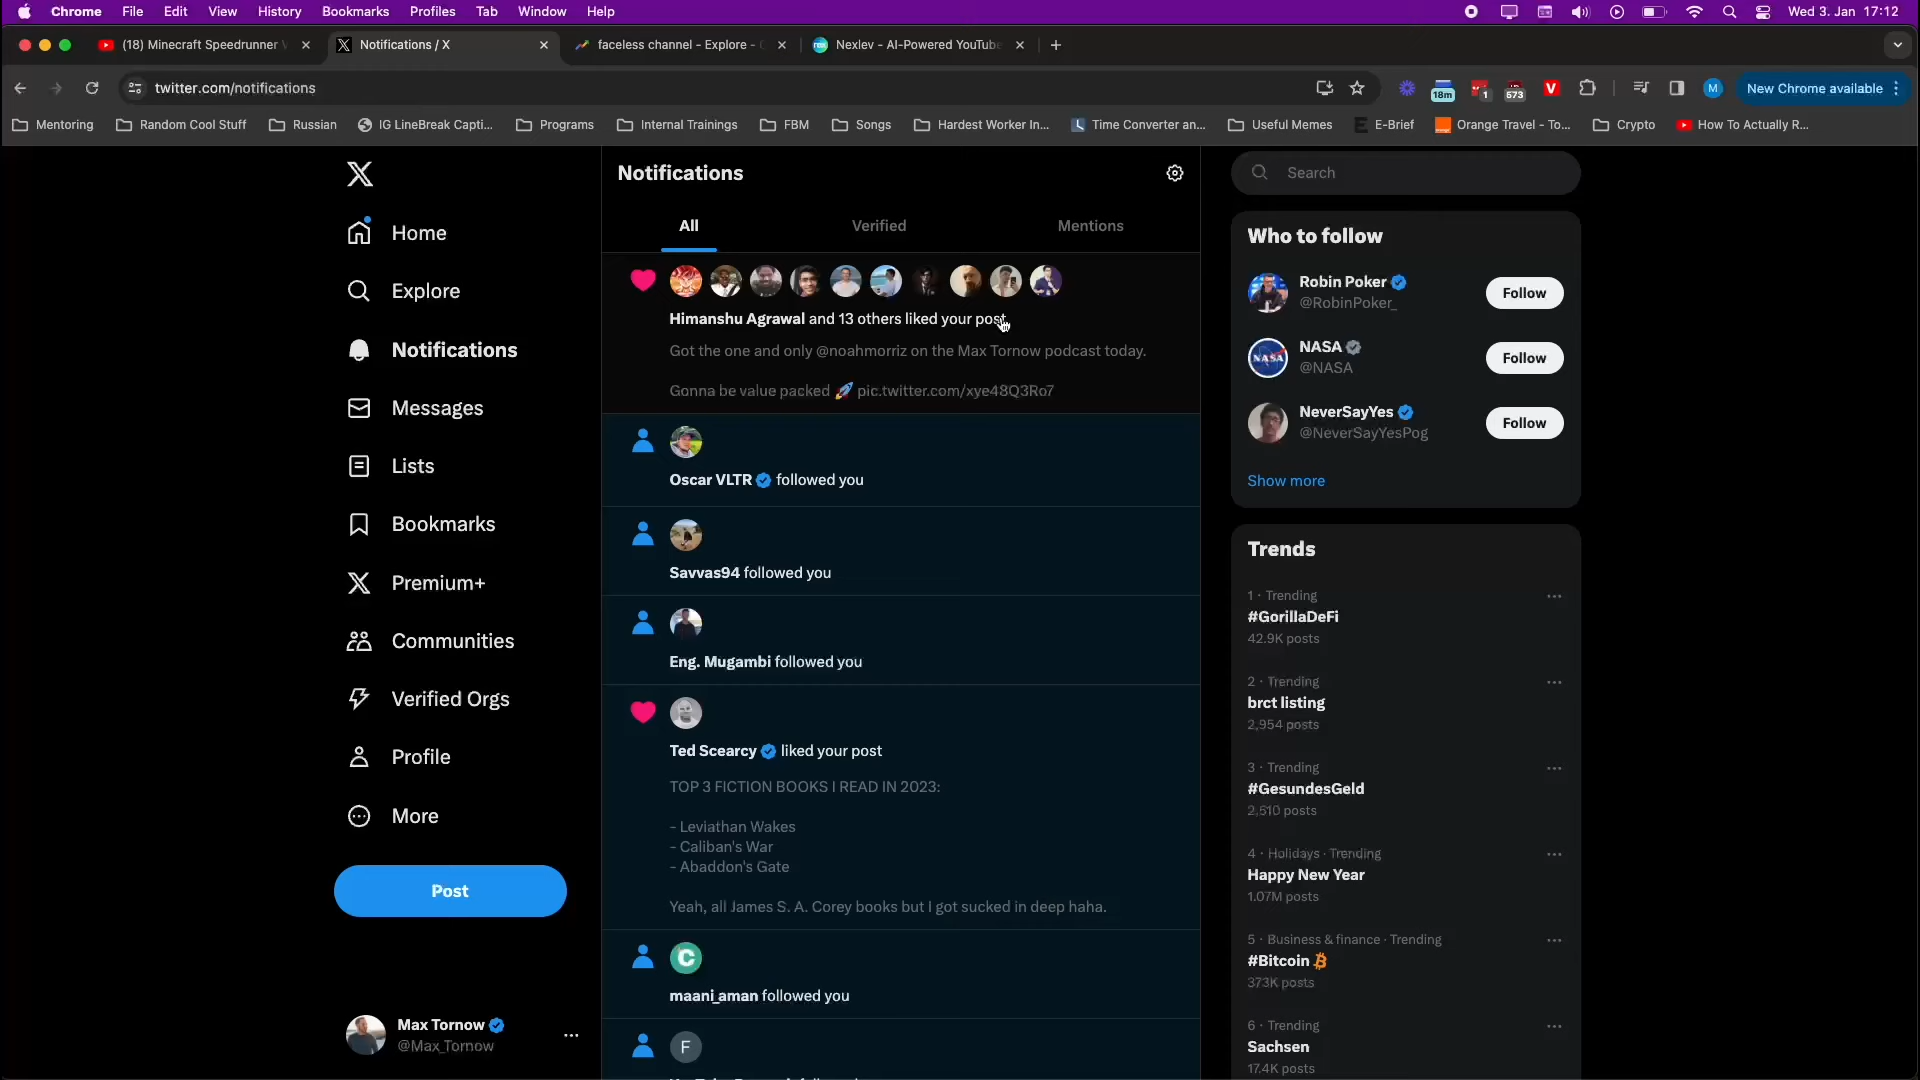 Chrome File Edit View History Bookmarks Profiles Tab Window Help Wed 3. Jan 17:12
(18) Minecraft Speedrunner Notifications / X faceless channel - Explore - Nexlev - AI-Powered YouTube
twitter.com/notifications 18m 1 573 V M New Chrome available
Mentoring Random Cool Stuff Russian IG LineBreak Capti... Programs Internal Trainings FBM Songs Hardest Worker In... Time Converter an... Useful Memes E-Brief Orange Travel - To... Crypto How To Actually R...
Home
Explore
Notifications
Messages
Lists
Bookmarks
Premium+
Communities
Verified Orgs
Profile
More
Post
Max Tornow
@Max_Tornow
Notifications
All Verified Mentions
Himanshu Agrawal and 13 others liked your post
Got the one and only @noahmorriz on the Max Tornow podcast today.
Gonna be value packed 🚀 pic.twitter.com/xye48Q3Ro7
Oscar VLTR followed you
Savvas94 followed you
Eng. Mugambi followed you
Ted Scearcy liked your post
TOP 3 FICTION BOOKS I READ IN 2023:
- Leviathan Wakes
- Caliban's War
- Abaddon's Gate
Yeah, all James S. A. Corey books but I got sucked in deep haha.
C
maani_aman followed you
F
Search
Who to follow
Robin Poker
@RobinPoker_
Follow
NASA
@NASA
Follow
NeverSayYes
@NeverSayYesPog
Follow
Show more
Trends
1 · Trending
#GorillaDeFi
42.9K posts
2 · Trending
brct listing
2,954 posts
3 · Trending
#GesundesGeld
2,510 posts
4 · Holidays · Trending
Happy New Year
1.07M posts
5 · Business & finance · Trending
#Bitcoin
373K posts
6 · Trending
Sachsen
17.4K posts